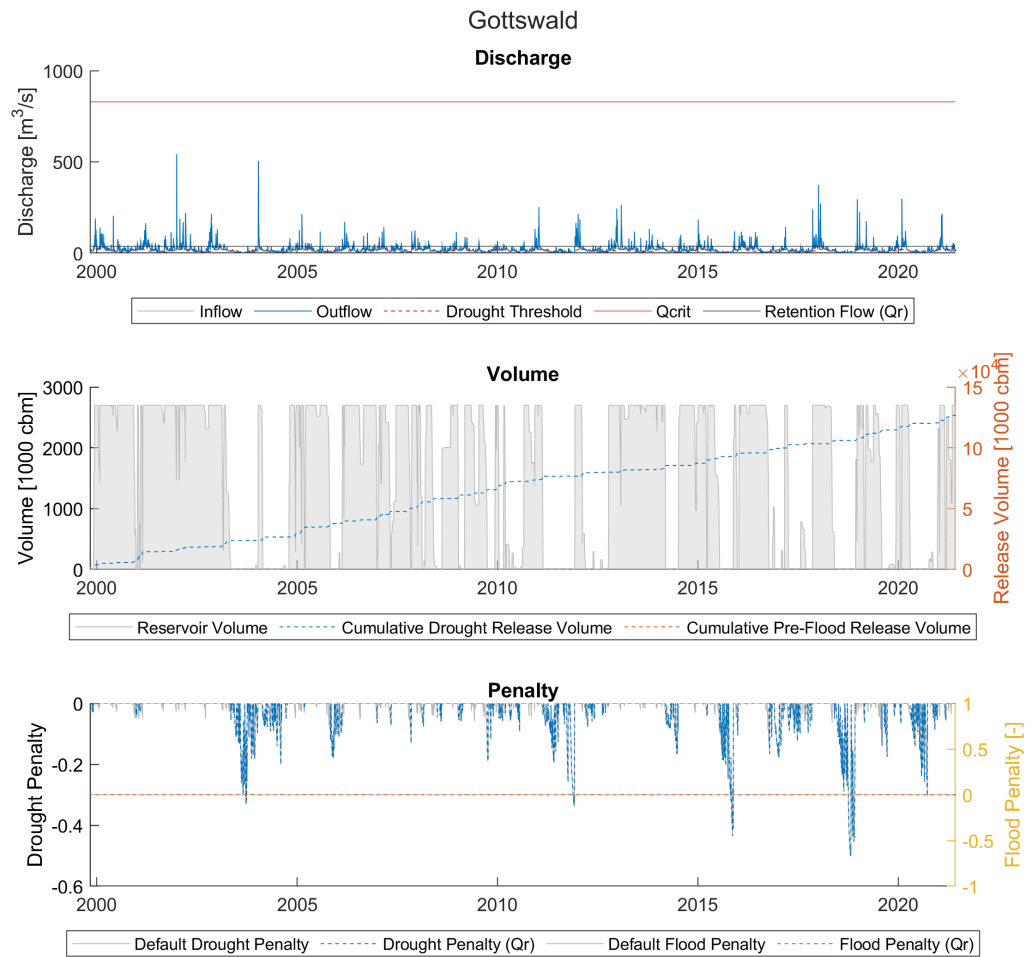 Gottswald
Discharge
Discharge [m³/s]
1000
500
0
2000 2005 2010 2015 2020
Inflow Outflow Drought Threshold Qcrit Retention Flow (Qr)
Volume
×10⁴
Volume [1000 cbm]
Release Volume [1000 cbm]
3000 15
2000 10
1000 5
0 0
2000 2005 2010 2015 2020
Reservoir Volume Cumulative Drought Release Volume Cumulative Pre-Flood Release Volume
Penalty
Drought Penalty
Flood Penalty [-]
0 1
-0.2 0.5
0
-0.4 -0.5
-0.6 -1
2000 2005 2010 2015 2020
Default Drought Penalty Drought Penalty (Qr) Default Flood Penalty Flood Penalty (Qr)